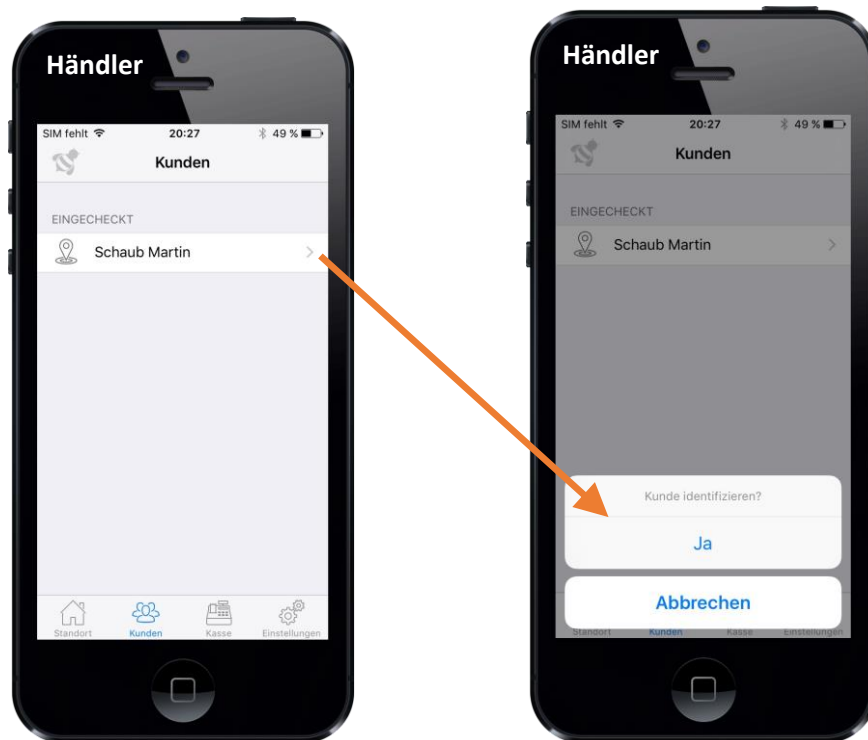 Händler
SIM fehlt 20:27 49 %
Kunden
EINGECHECKT
Schaub Martin
Standort Kunden Kasse Einstellungen
Händler
SIM fehlt 20:27 49 %
Kunden
EINGECHECKT
Schaub Martin
Kunde identifizieren?
Ja
Abbrechen
Standort Kunden Kasse Einstellungen